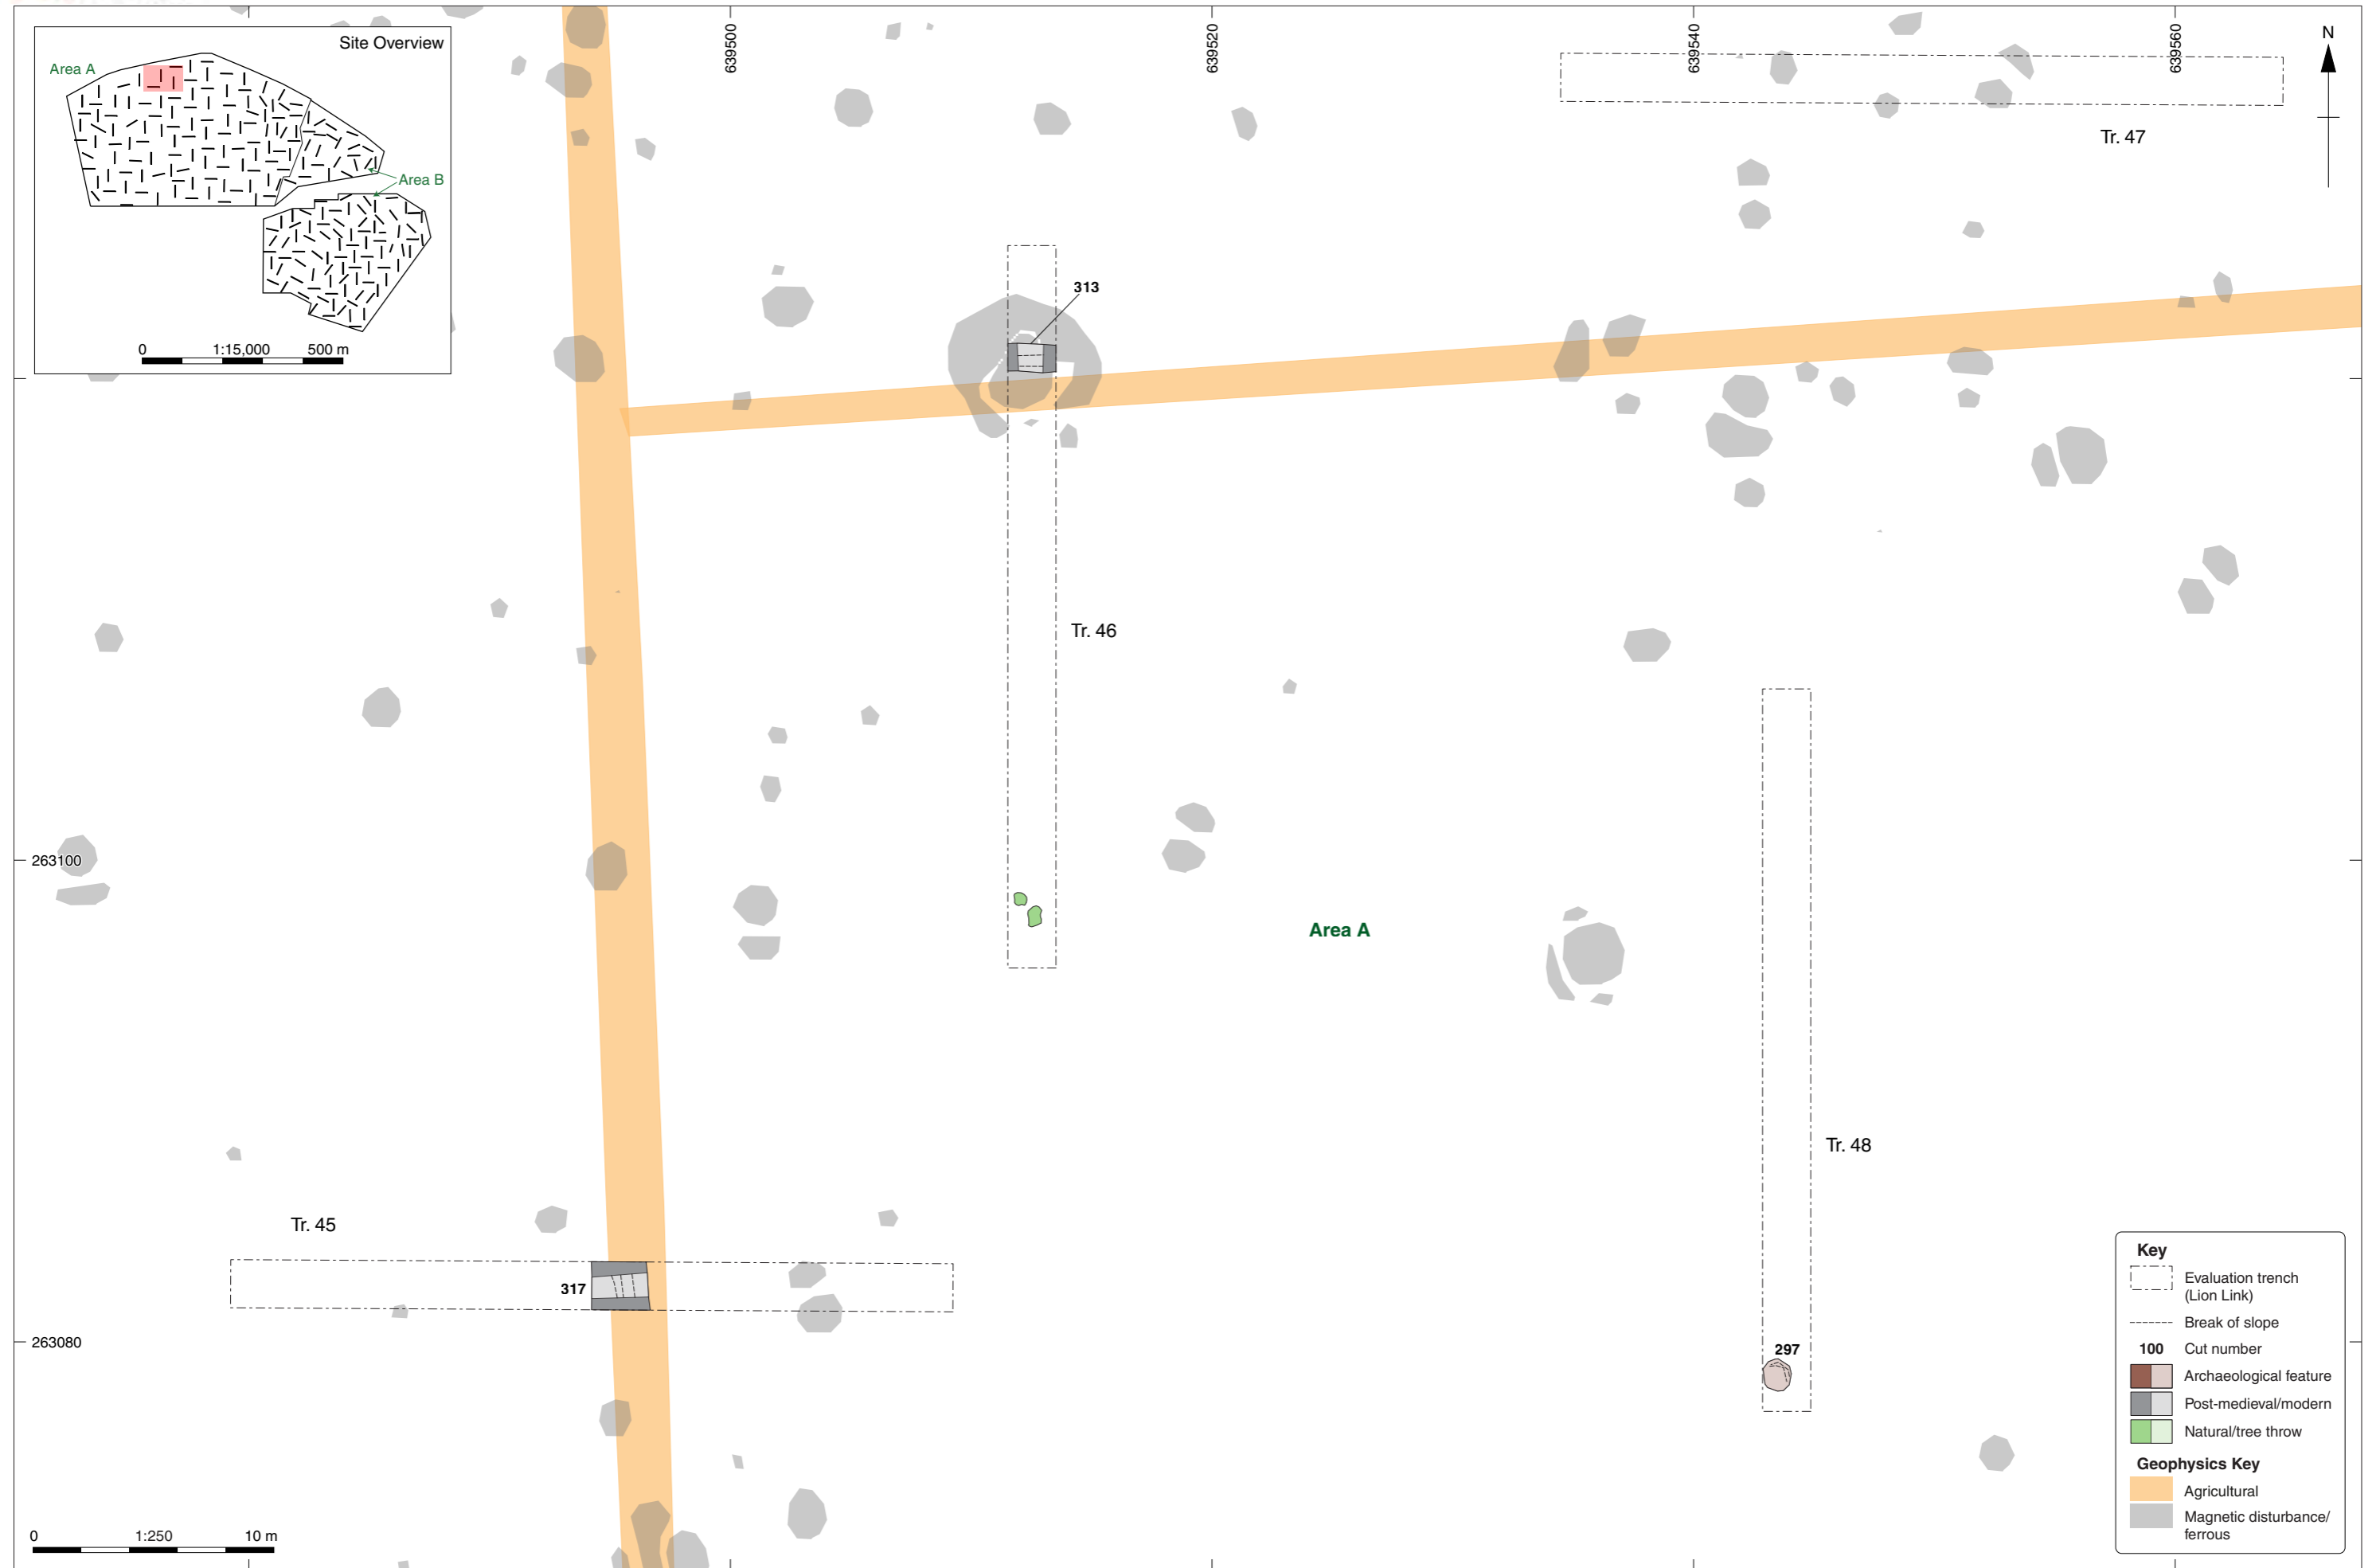 Site Overview
Area A
Area B
0 1:15,000 500 m
639500
639520
639540
639560
N
Tr. 47
313
Tr. 46
263100
Area A
Tr. 48
Tr. 45
317
263080
297
0 1:250 10 m
Key
Evaluation trench
(Lion Link)
Break of slope
100 Cut number
Archaeological feature
Post-medieval/modern
Natural/tree throw
Geophysics Key
Agricultural
Magnetic disturbance/
ferrous